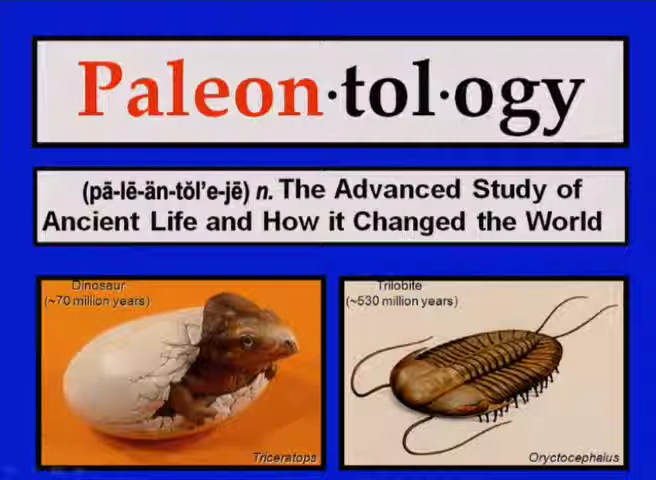 Paleon·tol·ogy
(pā-lē-än-tŏl'e-jē) n. The Advanced Study of
Ancient Life and How it Changed the World
Dinosaur
(~70 million years)
Triceratops
Trilobite
(~530 million years)
Oryctocephalus